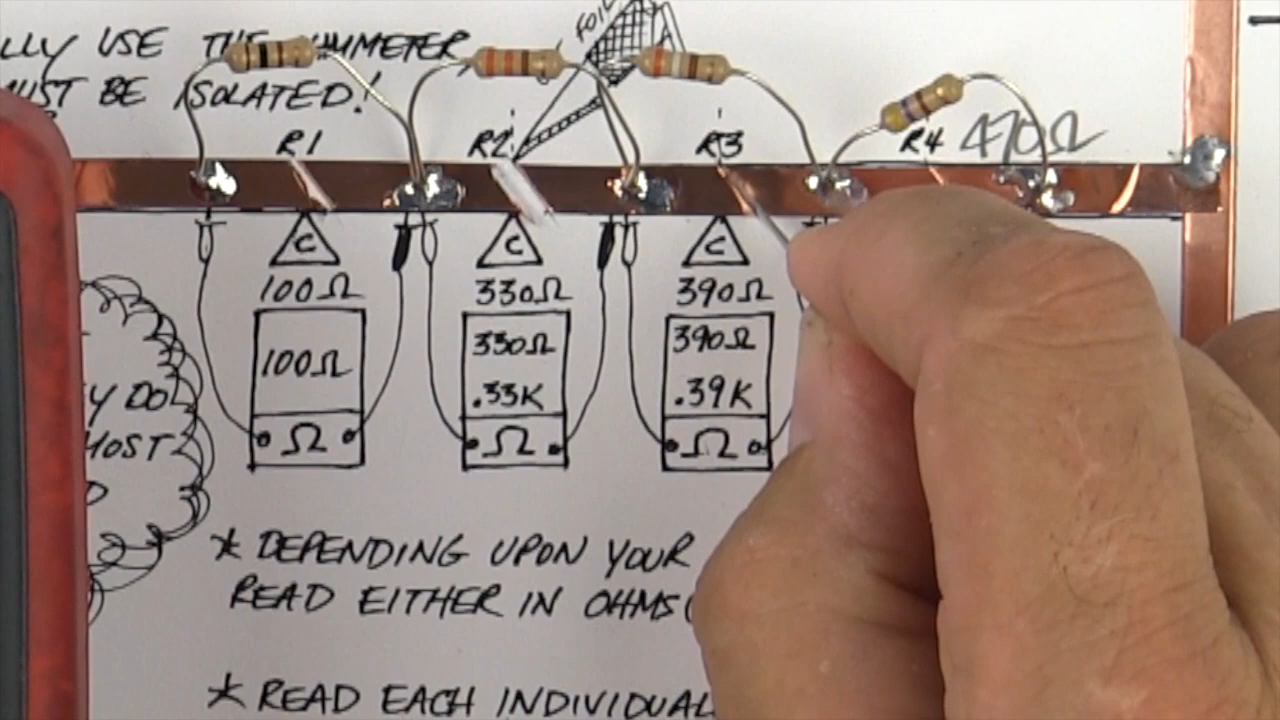 FOIL
LLY USE THE OHMMETER
MUST BE ISOLATED!
R1 R2 R3 R4 470Ω
C C C
100Ω 330Ω 390Ω
100Ω 330Ω 390Ω
.33K .39K
Ω Ω Ω
Y DO
MOST
D
* DEPENDING UPON YOUR
READ EITHER IN OHMS(
* READ EACH INDIVIDUAL